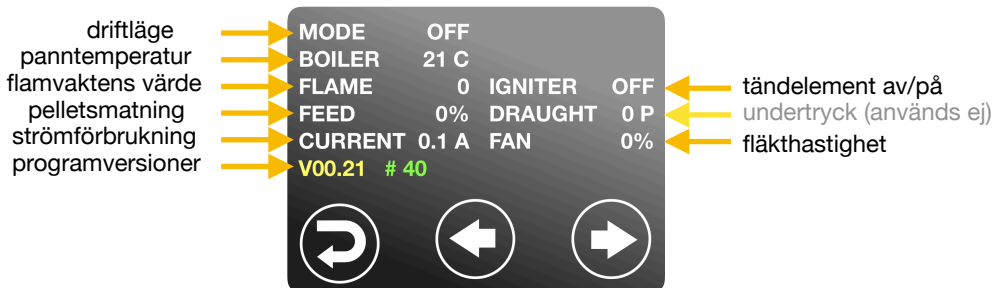 driftläge
panntemperatur
flamvaktens värde
pelletsmatning
strömförbrukning
programversioner
MODE OFF
BOILER 21 C
FLAME 0 IGNITER OFF
FEED 0% DRAUGHT 0 P
CURRENT 0.1 A FAN 0%
V00.21 # 40
tändelement av/på
undertryck (används ej)
fläkthastighet